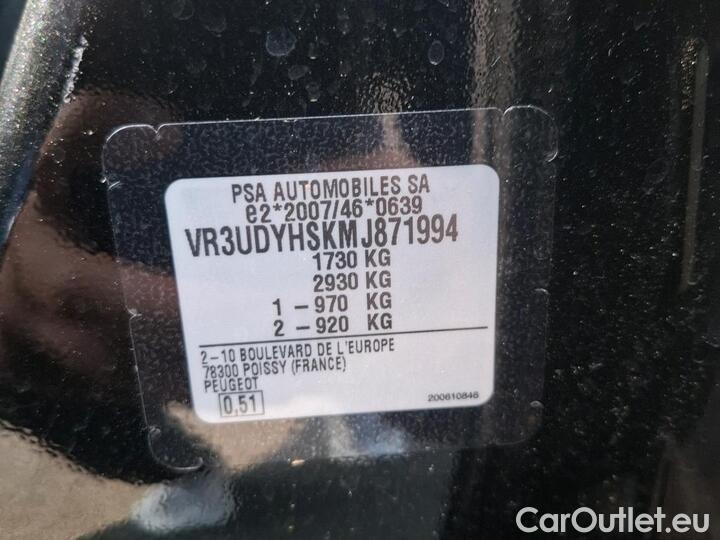 PSA AUTOMOBILES SA
e2*2007/46*0639
VR3UDYHSKMJ871994
1730 KG
2930 KG
1 - 970 KG
2 - 920 KG
2-10 BOULEVARD DE L'EUROPE
78300 POISSY (FRANCE)
PEUGEOT
0,51
200610846
CarOutlet.eu